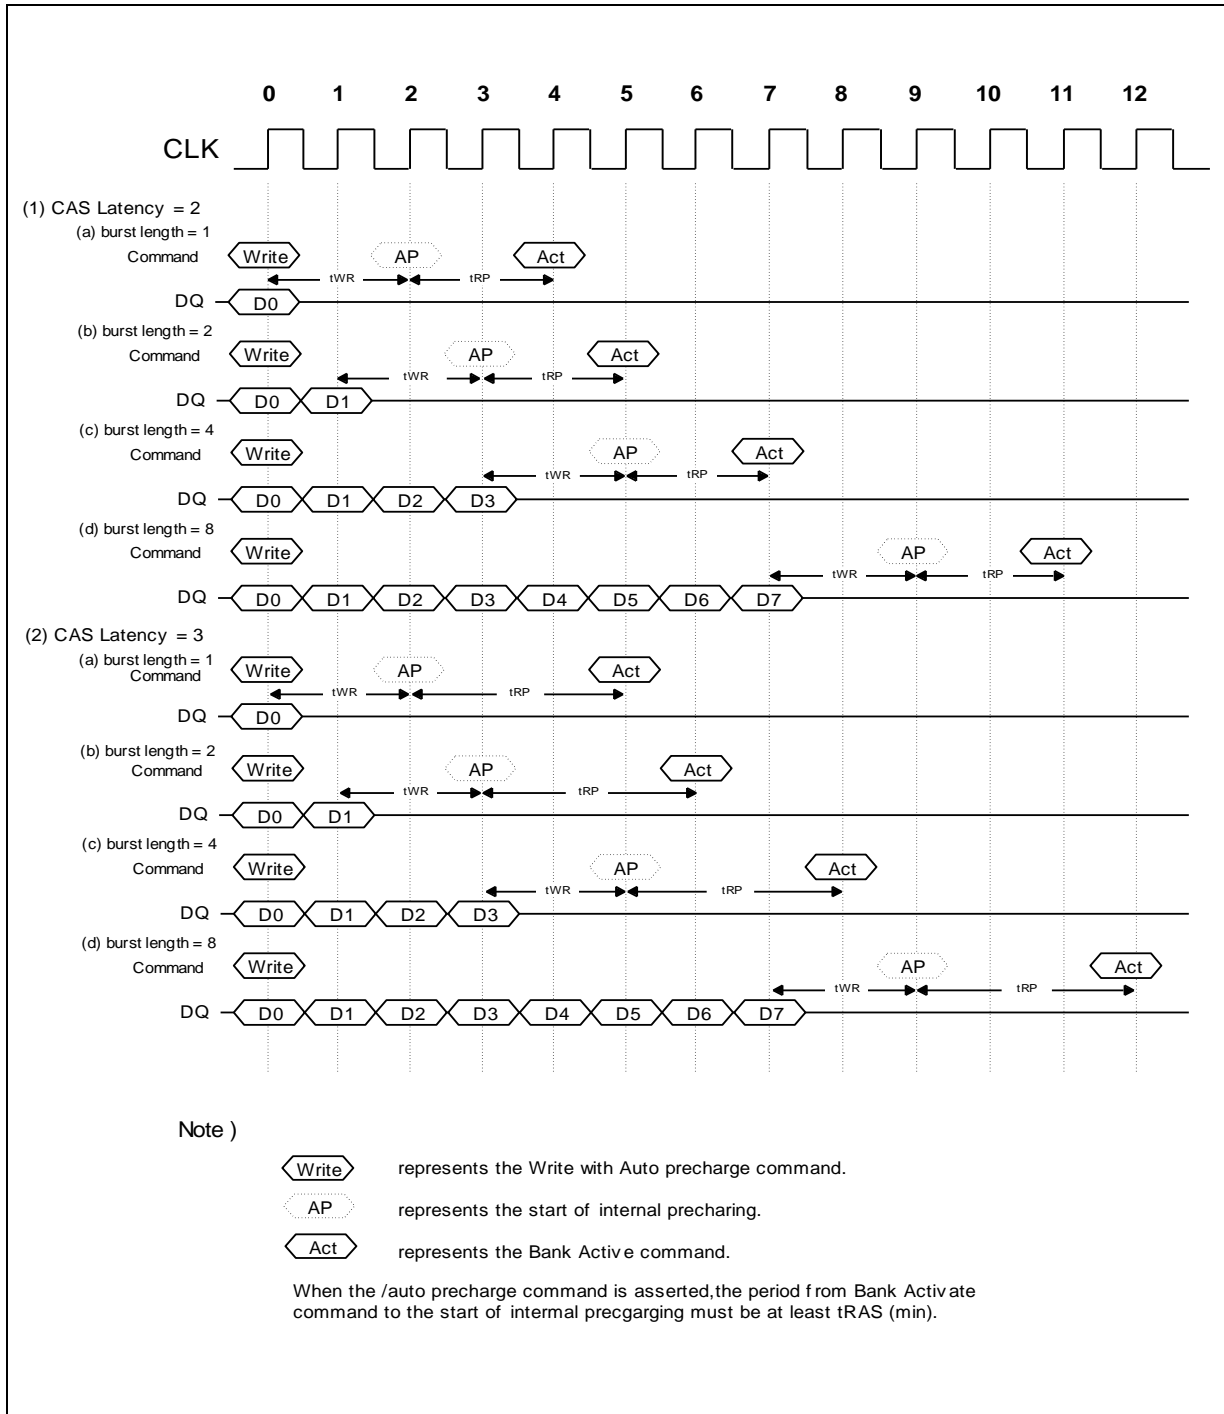 0 1 2 3 4 5 6 7 8 9 10 11 12
CLK
(1) CAS Latency = 2
(a) burst length = 1
Command Write AP Act
tWR tRP
DQ D0
(b) burst length = 2
Command Write AP Act
tWR tRP
DQ D0 D1
(c) burst length = 4
Command Write AP Act
tWR tRP
DQ D0 D1 D2 D3
(d) burst length = 8
Command Write AP Act
tWR tRP
DQ D0 D1 D2 D3 D4 D5 D6 D7
(2) CAS Latency = 3
(a) burst length = 1
Command Write AP Act
tWR tRP
DQ D0
(b) burst length = 2
Command Write AP Act
tWR tRP
DQ D0 D1
(c) burst length = 4
Command Write AP Act
tWR tRP
DQ D0 D1 D2 D3
(d) burst length = 8
Command Write AP Act
tWR tRP
DQ D0 D1 D2 D3 D4 D5 D6 D7
Note )
Write represents the Write with Auto precharge command.
AP represents the start of internal precharing.
Act represents the Bank Active command.
When the /auto precharge command is asserted,the period from Bank Activate
command to the start of intermal precgarging must be at least tRAS (min).